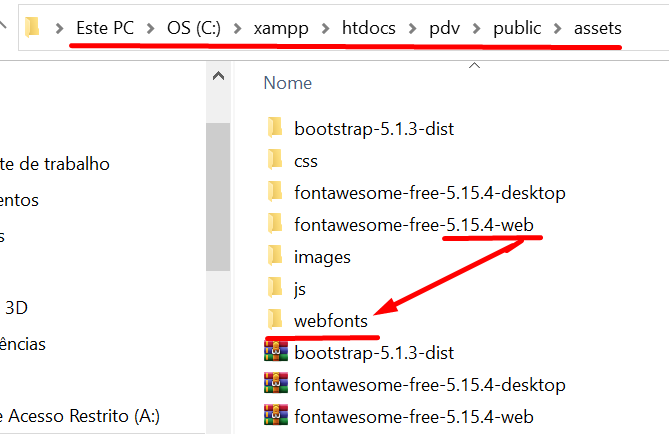 Este PC > OS (C:) > xampp > htdocs > pdv > public > assets
Nome
bootstrap-5.1.3-dist
te de trabalho
css
entos
fontawesome-free-5.15.4-desktop
s
fontawesome-free-5.15.4-web
images
js
3D
webfonts
ências
bootstrap-5.1.3-dist
fontawesome-free-5.15.4-desktop
e Acesso Restrito (A:)
fontawesome-free-5.15.4-web